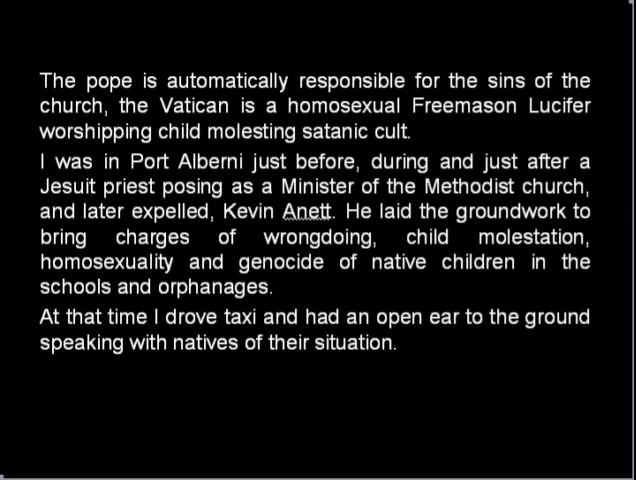 The pope is automatically responsible for the sins of the
church, the Vatican is a homosexual Freemason Lucifer
worshipping child molesting satanic cult.
I was in Port Alberni just before, during and just after a
Jesuit priest posing as a Minister of the Methodist church,
and later expelled, Kevin Anett. He laid the groundwork to
bring charges of wrongdoing, child molestation,
homosexuality and genocide of native children in the
schools and orphanages.
At that time I drove taxi and had an open ear to the ground
speaking with natives of their situation.